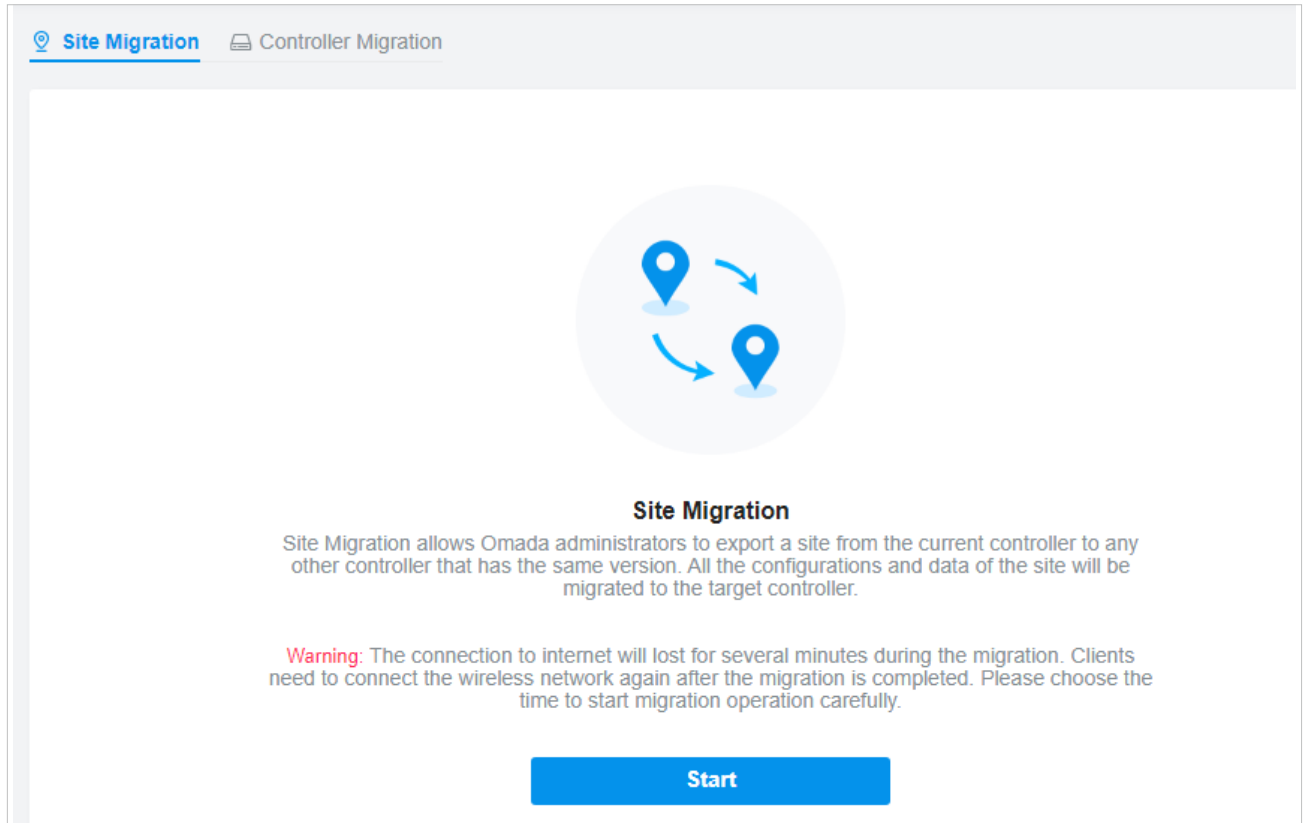 Site Migration Controller Migration
Site Migration
Site Migration allows Omada administrators to export a site from the current controller to any
other controller that has the same version. All the configurations and data of the site will be
migrated to the target controller.
Warning: The connection to internet will lost for several minutes during the migration. Clients
need to connect the wireless network again after the migration is completed. Please choose the
time to start migration operation carefully.
Start